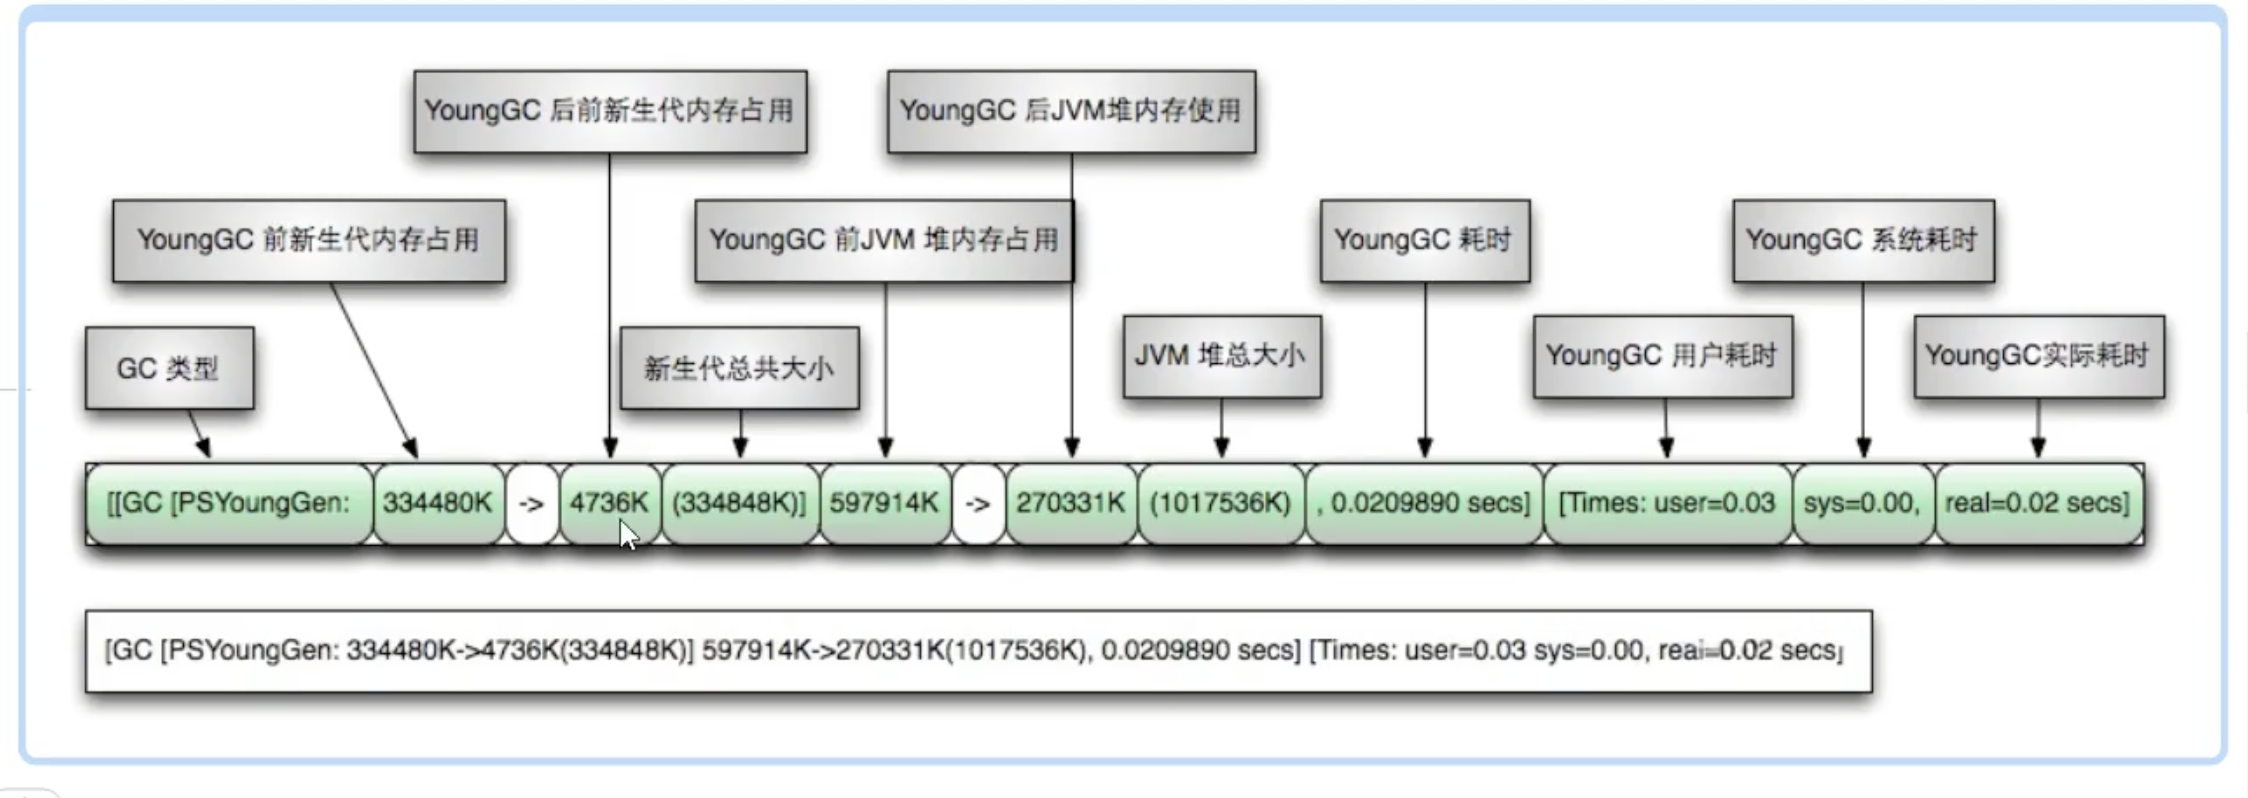 YoungGC 后前新生代内存占用
YoungGC 后JVM堆内存使用
YoungGC 前新生代内存占用
YoungGC 前JVM 堆内存占用
YoungGC 耗时
YoungGC 系统耗时
GC 类型
新生代总共大小
JVM 堆总大小
YoungGC 用户耗时
YoungGC实际耗时
[[GC [PSYoungGen: 334480K -> 4736K (334848K)] 597914K -> 270331K (1017536K) , 0.0209890 secs] [Times: user=0.03 sys=0.00, real=0.02 secs]
[GC [PSYoungGen: 334480K->4736K(334848K)] 597914K->270331K(1017536K), 0.0209890 secs] [Times: user=0.03 sys=0.00, real=0.02 secs]